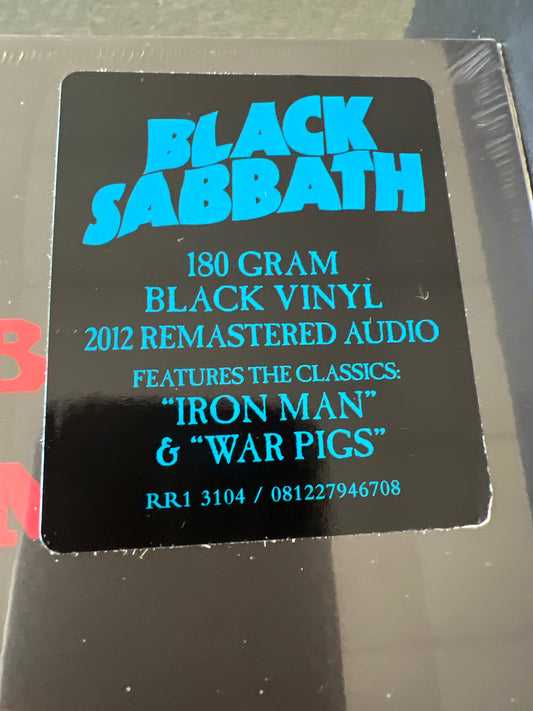 BLACK
SABBATH
180 GRAM
BLACK VINYL
2012 REMASTERED AUDIO
FEATURES THE CLASSICS:
“IRON MAN”
& “WAR PIGS”
RR1 3104 / 081227946708
B